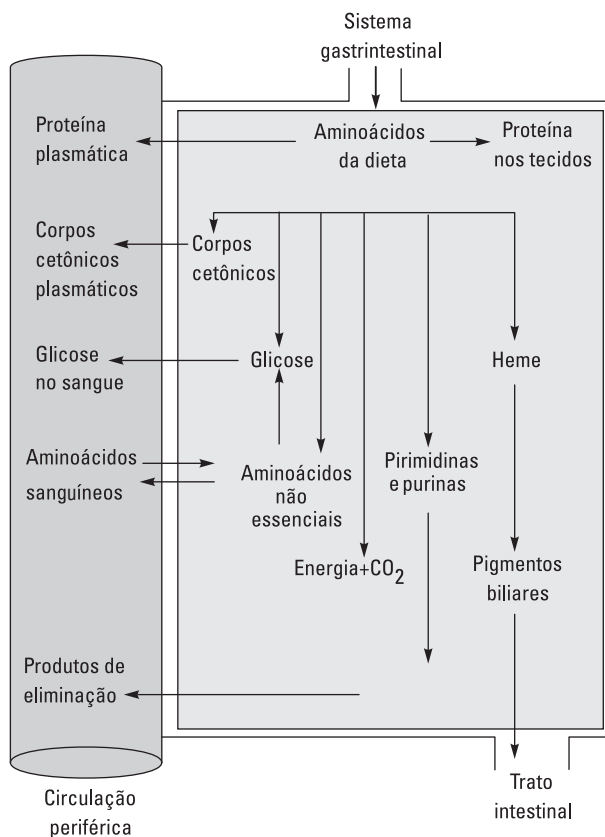 Sistema
gastrintestinal
Proteína
plasmática
Aminoácidos
da dieta
Proteína
nos tecidos
Corpos
cetônicos
plasmáticos
Corpos
cetônicos
Glicose
no sangue
Glicose
Heme
Aminoácidos
sanguíneos
Aminoácidos
não
essenciais
Pirimidinas
e purinas
Energia+CO₂
Pigmentos
biliares
Produtos de
eliminação
Circulação
periférica
Trato
intestinal